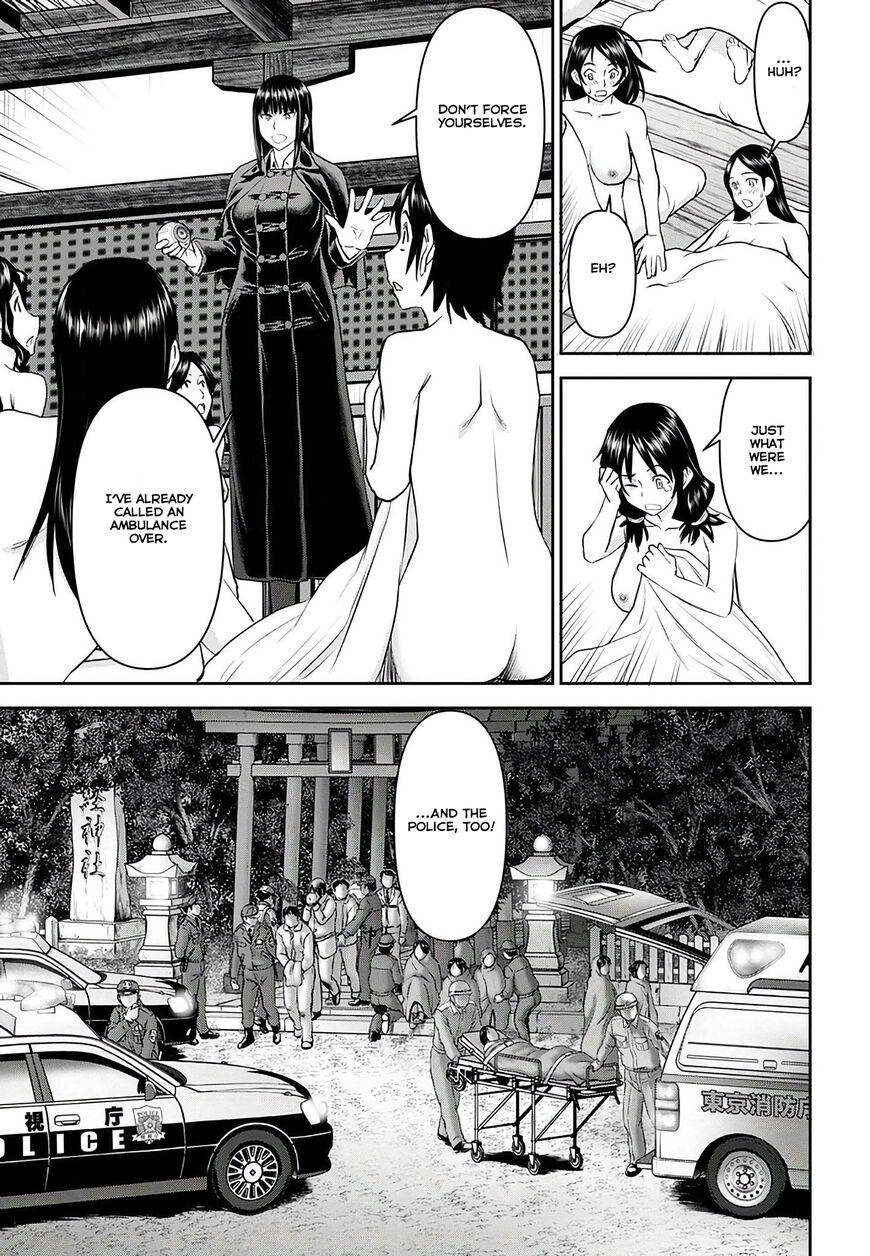 ...
HUH?
EH?
JUST
WHAT
WERE
WE...
DON'T FORCE
YOURSELVES.
I'VE ALREADY
CALLED AN
AMBULANCE
OVER.
...AND THE
POLICE, TOO!
神社
視庁
POLICE
OLICE
東京消防庁